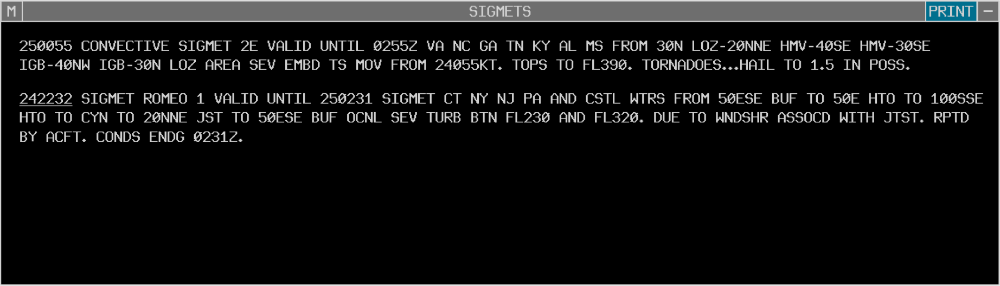 M SIGMETS PRINT –
250055 CONVECTIVE SIGMET 2E VALID UNTIL 0255Z VA NC GA TN KY AL MS FROM 30N LOZ-20NNE HMV-40SE HMV-30SE
IGB-40NW IGB-30N LOZ AREA SEV EMBD TS MOV FROM 24055KT. TOPS TO FL390. TORNADOES...HAIL TO 1.5 IN POSS.
242232 SIGMET ROMEO 1 VALID UNTIL 250231 SIGMET CT NY NJ PA AND CSTL WTRS FROM 50ESE BUF TO 50E HTO TO 100SSE
HTO TO CYN TO 20NNE JST TO 50ESE BUF OCNL SEV TURB BTN FL230 AND FL320. DUE TO WNDSHR ASSOCD WITH JTST. RPTD
BY ACFT. CONDS ENDG 0231Z.